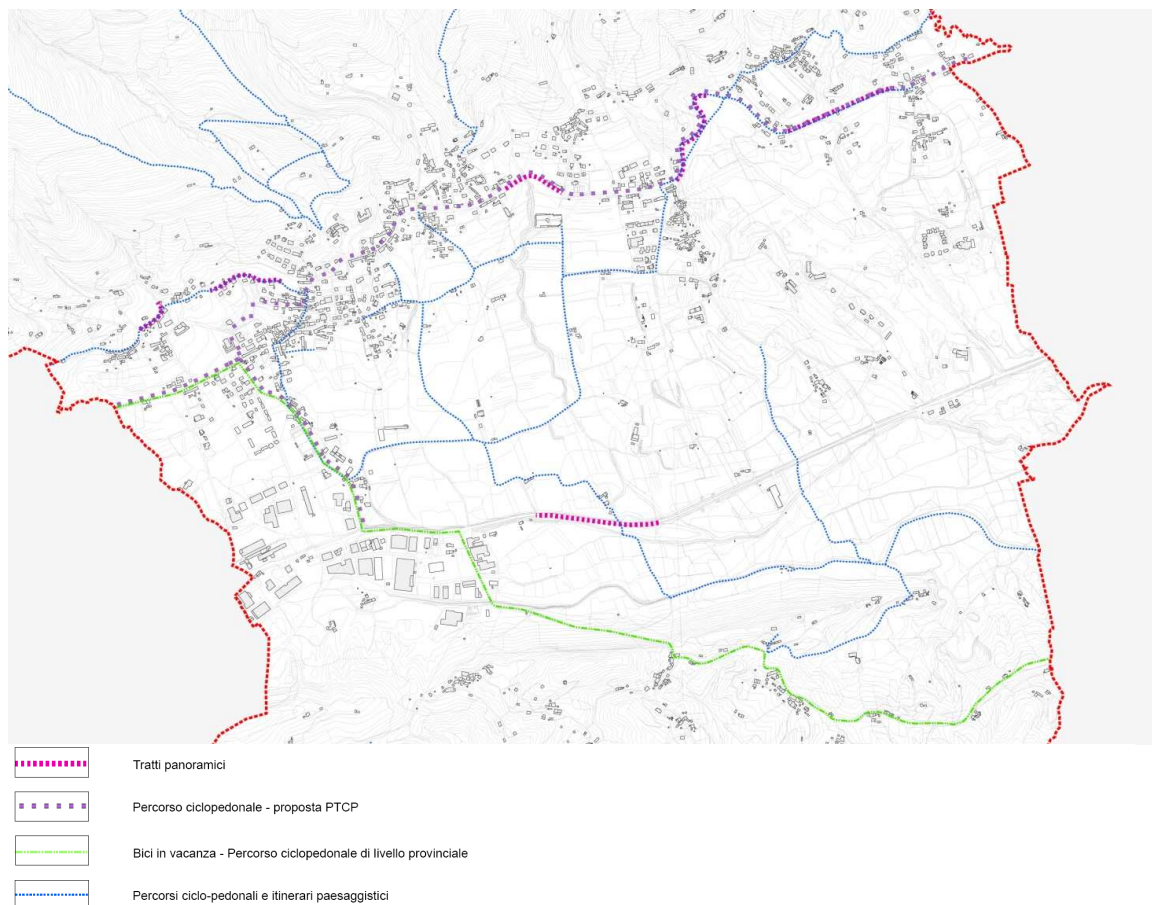 Tratti panoramici
Percorso ciclopedonale - proposta PTCP
Bici in vacanza - Percorso ciclopedonale di livello provinciale
Percorsi ciclo-pedonali e itinerari paesaggistici